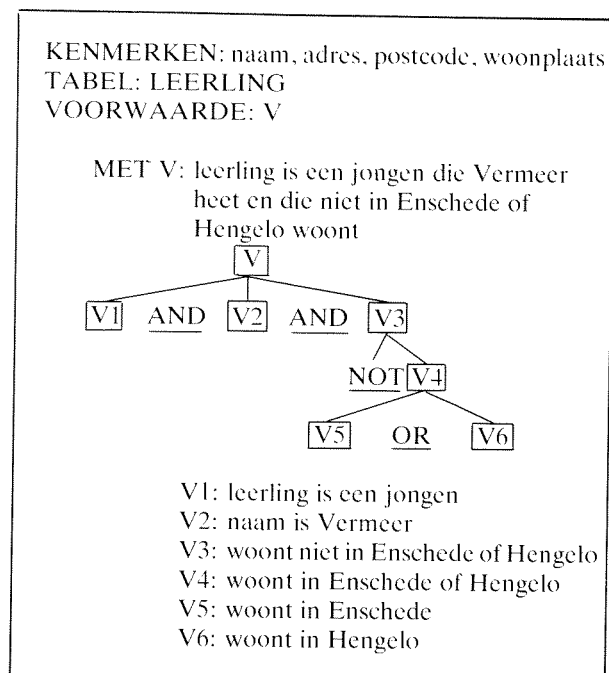 KENMERKEN: naam, adres, postcode, woonplaats
TABEL: LEERLING
VOORWAARDE: V
MET V: leerling is een jongen die Vermeer
heet en die niet in Enschede of
Hengelo woont
V
V1 AND V2 AND V3
NOT V4
V5 OR V6
V1: leerling is een jongen
V2: naam is Vermeer
V3: woont niet in Enschede of Hengelo
V4: woont in Enschede of Hengelo
V5: woont in Enschede
V6: woont in Hengelo